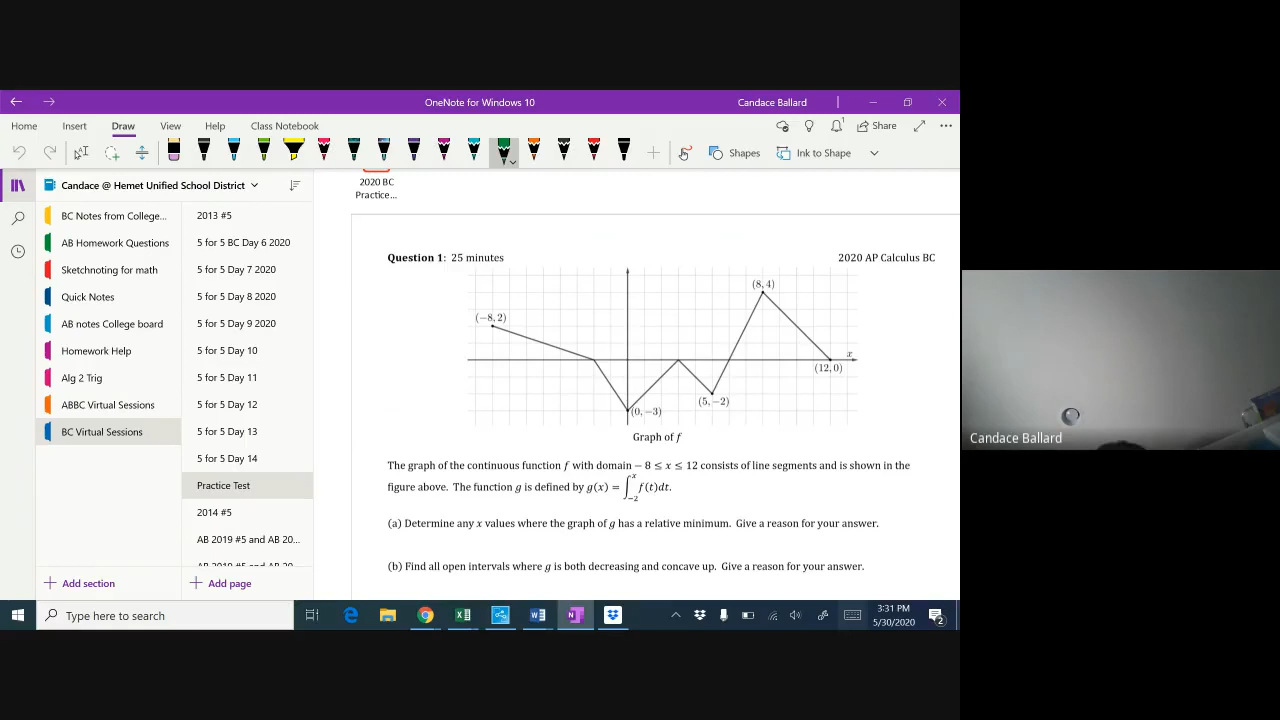 OneNote for Windows 10
Candace Ballard
Home
Insert
Draw
View
Help
Class Notebook
1
Share
Shapes
Ink to Shape
Candace @ Hemet Unified School District
BC Notes from College...
AB Homework Questions
Sketchnoting for math
Quick Notes
AB notes College board
Homework Help
Alg 2 Trig
ABBC Virtual Sessions
BC Virtual Sessions
Add section
2013 #5
5 for 5 BC Day 6 2020
5 for 5 Day 7 2020
5 for 5 Day 8 2020
5 for 5 Day 9 2020
5 for 5 Day 10
5 for 5 Day 11
5 for 5 Day 12
5 for 5 Day 13
5 for 5 Day 14
Practice Test
2014 #5
AB 2019 #5 and AB 20...
Add page
2020 BC
Practice...
Question 1: 25 minutes
2020 AP Calculus BC
(−8, 2)
(8, 4)
x
(12, 0)
(0, −3)
(5, −2)
Graph of f
The graph of the continuous function f with domain − 8 ≤ x ≤ 12 consists of line segments and is shown in the
figure above. The function g is defined by g(x) = ∫_{−2}^{x} f(t)dt.
(a) Determine any x values where the graph of g has a relative minimum. Give a reason for your answer.
(b) Find all open intervals where g is both decreasing and concave up. Give a reason for your answer.
Type here to search
3:31 PM
5/30/2020
2
Candace Ballard